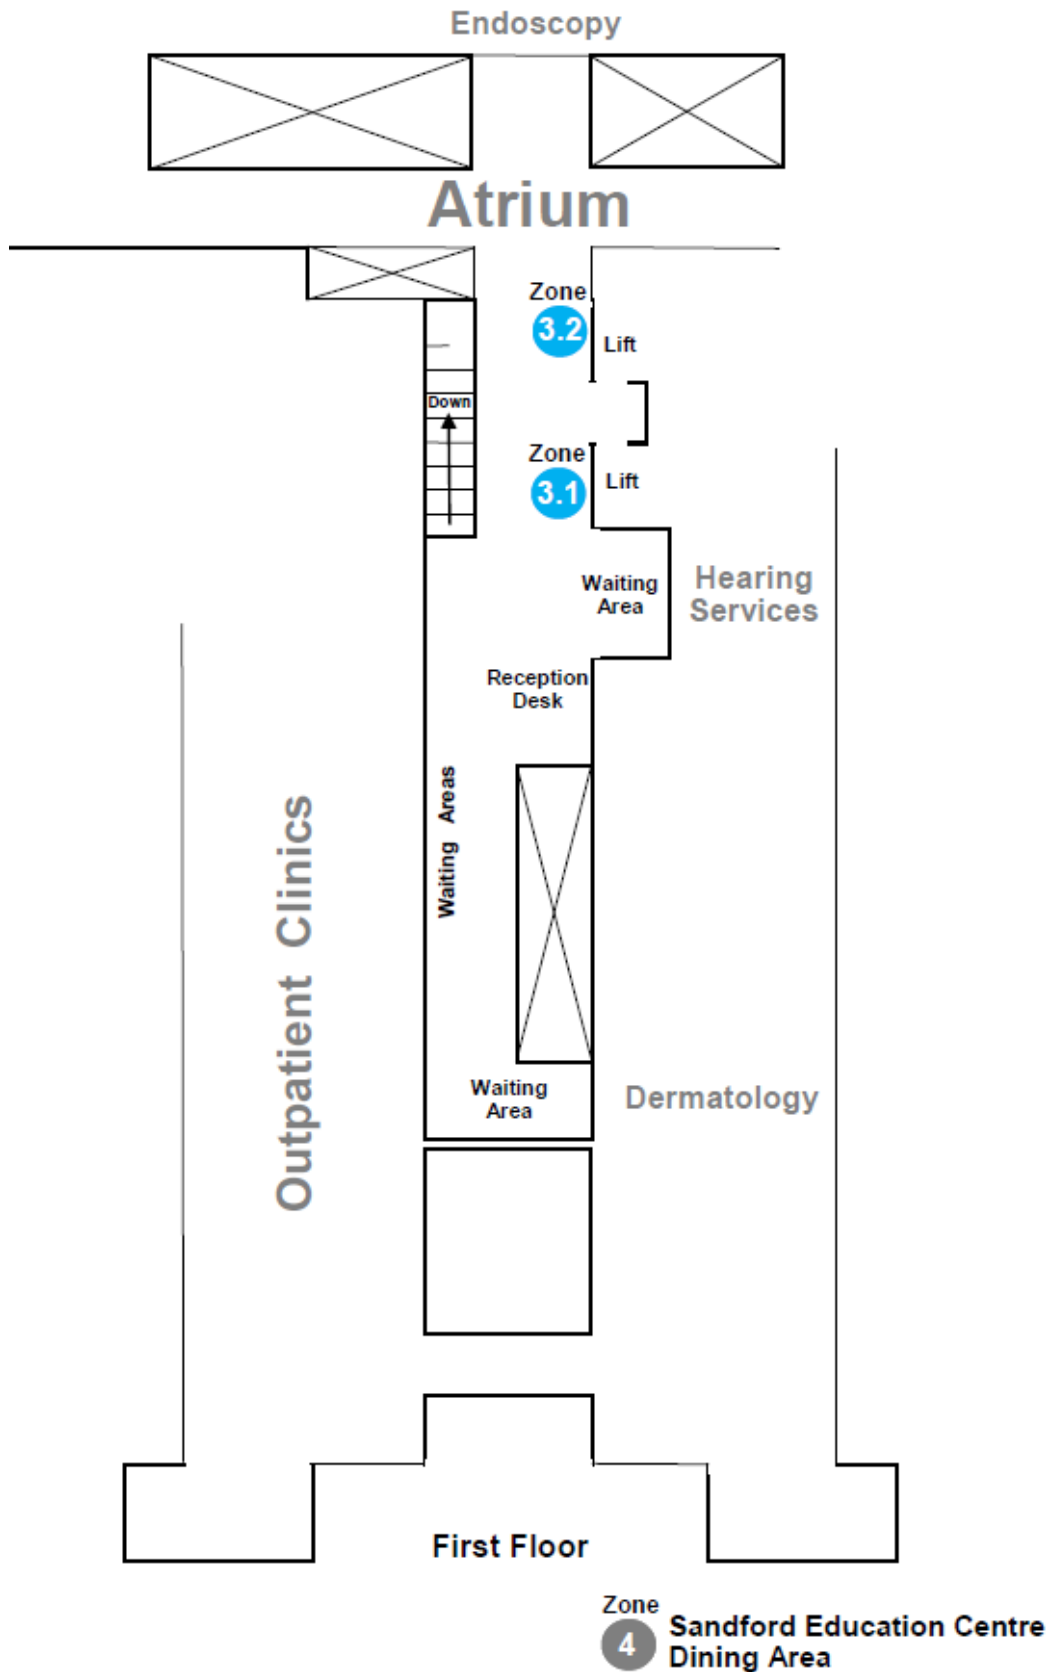 Endoscopy
Atrium
Zone
3.2
Lift
Down
Zone
3.1
Lift
Waiting
Area
Hearing
Services
Reception
Desk
Waiting Areas
Outpatient Clinics
Waiting
Area
Dermatology
First Floor
Zone
4
Sandford Education Centre
Dining Area